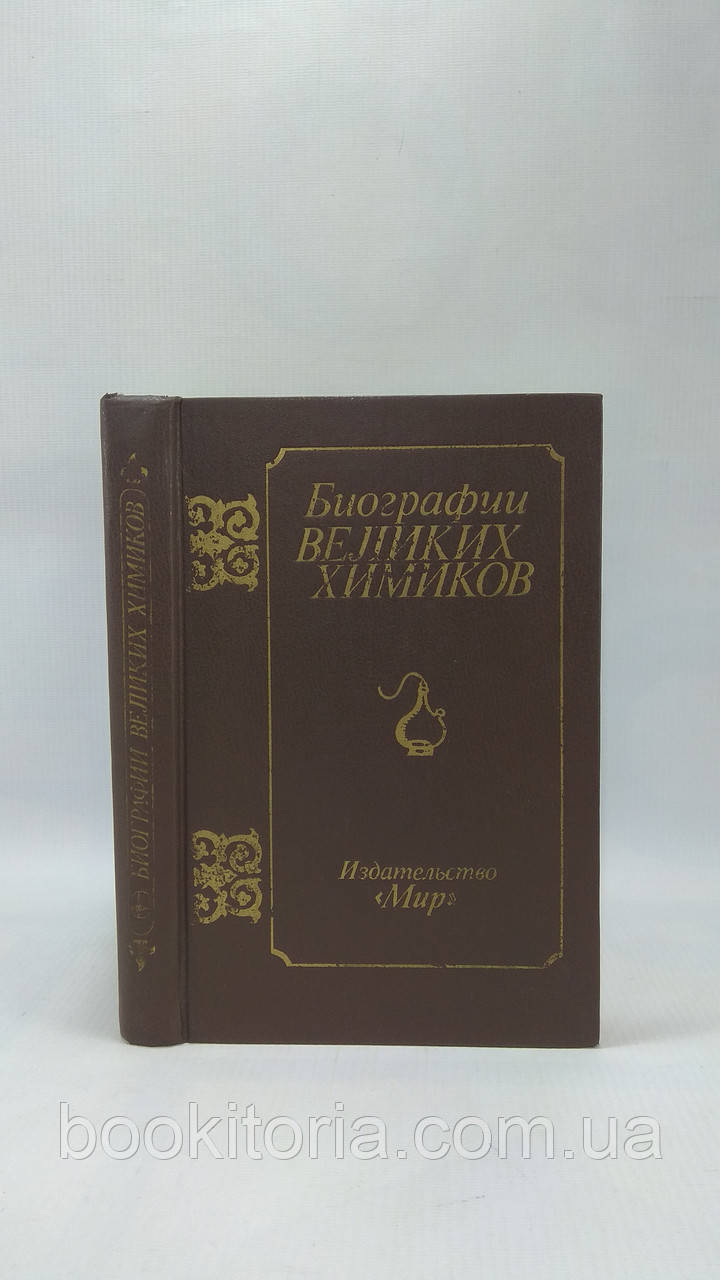 Биографии
ВЕЛИКИХ
ХИМИКОВ
Издательство
«Мир»
БИОГРАФИИ ВЕЛИКИХ ХИМИКОВ
bookitoria.com.ua